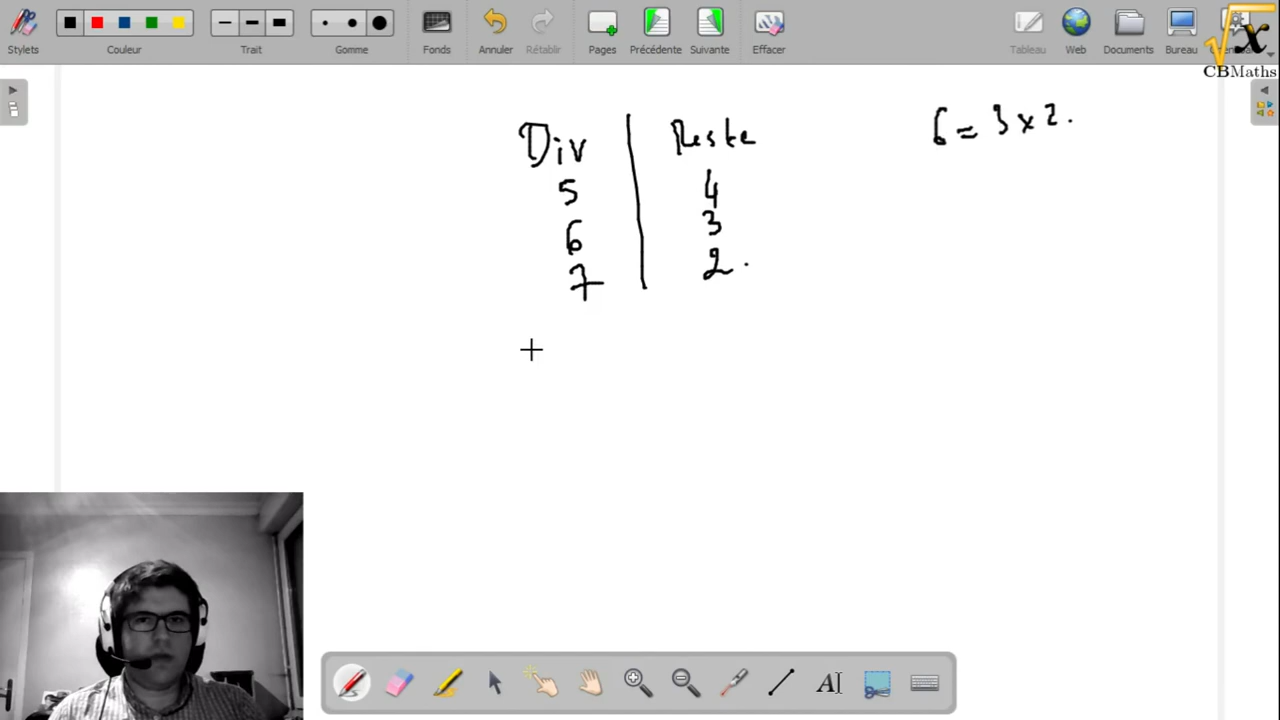 Stylets Couleur Trait Gomme Fonds Annuler Rétablir Pages Précédente Suivante Effacer Tableau Web Documents Bureau
CBMaths
Div Reste 6 = 3 x 2.
5 4
6 3
7 2.
AI